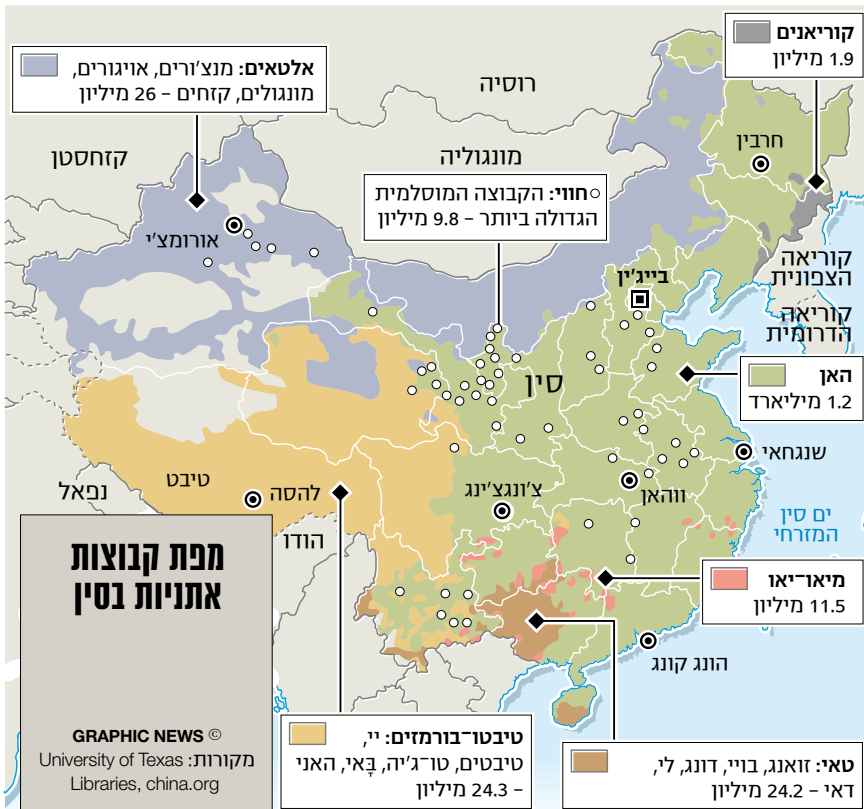 אלטאים: מנצ'ורים, אויגורים,
מונגולים, קזחים – 26 מיליון
קוריאנים
1.9 מיליון
רוסיה
קזחסטן
מונגוליה
חרבין
חווי: הקבוצה המוסלמית
הגדולה ביותר – 9.8 מיליון
אורומצ'י
בייג'ין
קוריאה
הצפונית
קוריאה
הדרומית
סין
האן
1.2 מיליארד
שנגחאי
טיבט
להסה
נפאל
צ'ונגצ'ינג
ווהאן
הודו
ים סין
המזרחי
מפת קבוצות
אתניות בסין
מיאו־יאו
11.5 מיליון
הונג קונג
GRAPHIC NEWS ©
מקורות: University of Texas
Libraries, china.org
טיבטו־בורמזים: יי,
טיבטים, טו־ג'יה, בָּאי, האני
– 24.3 מיליון
טאי: זואנג, בויי, דונג, לי,
דאי – 24.2 מיליון